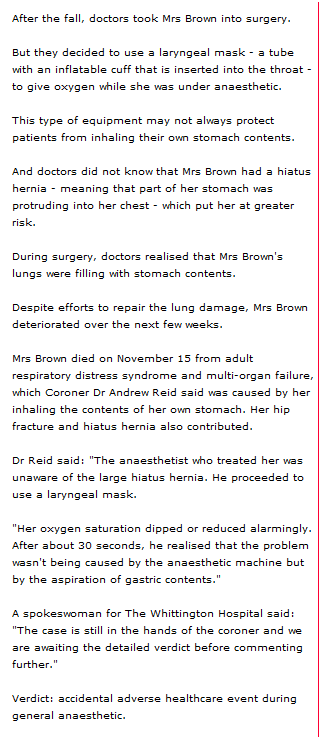 After the fall, doctors took Mrs Brown into surgery.
But they decided to use a laryngeal mask - a tube
with an inflatable cuff that is inserted into the throat -
to give oxygen while she was under anaesthetic.
This type of equipment may not always protect
patients from inhaling their own stomach contents.
And doctors did not know that Mrs Brown had a hiatus
hernia - meaning that part of her stomach was
protruding into her chest - which put her at greater
risk.
During surgery, doctors realised that Mrs Brown's
lungs were filling with stomach contents.
Despite efforts to repair the lung damage, Mrs Brown
deteriorated over the next few weeks.
Mrs Brown died on November 15 from adult
respiratory distress syndrome and multi-organ failure,
which Coroner Dr Andrew Reid said was caused by her
inhaling the contents of her own stomach. Her hip
fracture and hiatus hernia also contributed.
Dr Reid said: "The anaesthetist who treated her was
unaware of the large hiatus hernia. He proceeded to
use a laryngeal mask.
"Her oxygen saturation dipped or reduced alarmingly.
After about 30 seconds, he realised that the problem
wasn't being caused by the anaesthetic machine but
by the aspiration of gastric contents."
A spokeswoman for The Whittington Hospital said:
"The case is still in the hands of the coroner and we
are awaiting the detailed verdict before commenting
further."
Verdict: accidental adverse healthcare event during
general anaesthetic.